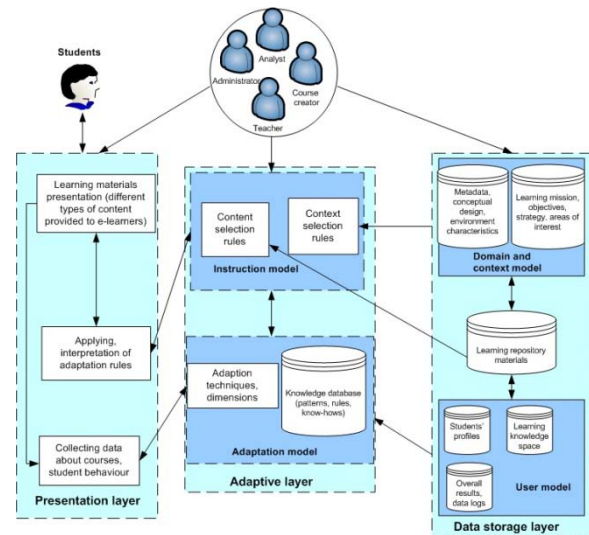 Students
Analyst
Administrator
Course
creator
Teacher
Learning materials
presentation (different
types of content
provided to e-learners)
Applying,
interpretation of
adaptation rules
Collecting data
about courses,
student behaviour
Presentation layer
Content
selection
rules
Context
selection
rules
Instruction model
Adaption
techniques,
dimensions
Knowledge database
(patterns, rules,
know-hows)
Adaptation model
Adaptive layer
Metadata,
conceptual
design,
environment
characteristics
Learning mission,
objectives,
strategy, areas of
interest
Domain and
context model
Learning repository
materials
Students'
profiles
Learning
knowledge
space
Overall
results,
data logs
User model
Data storage layer